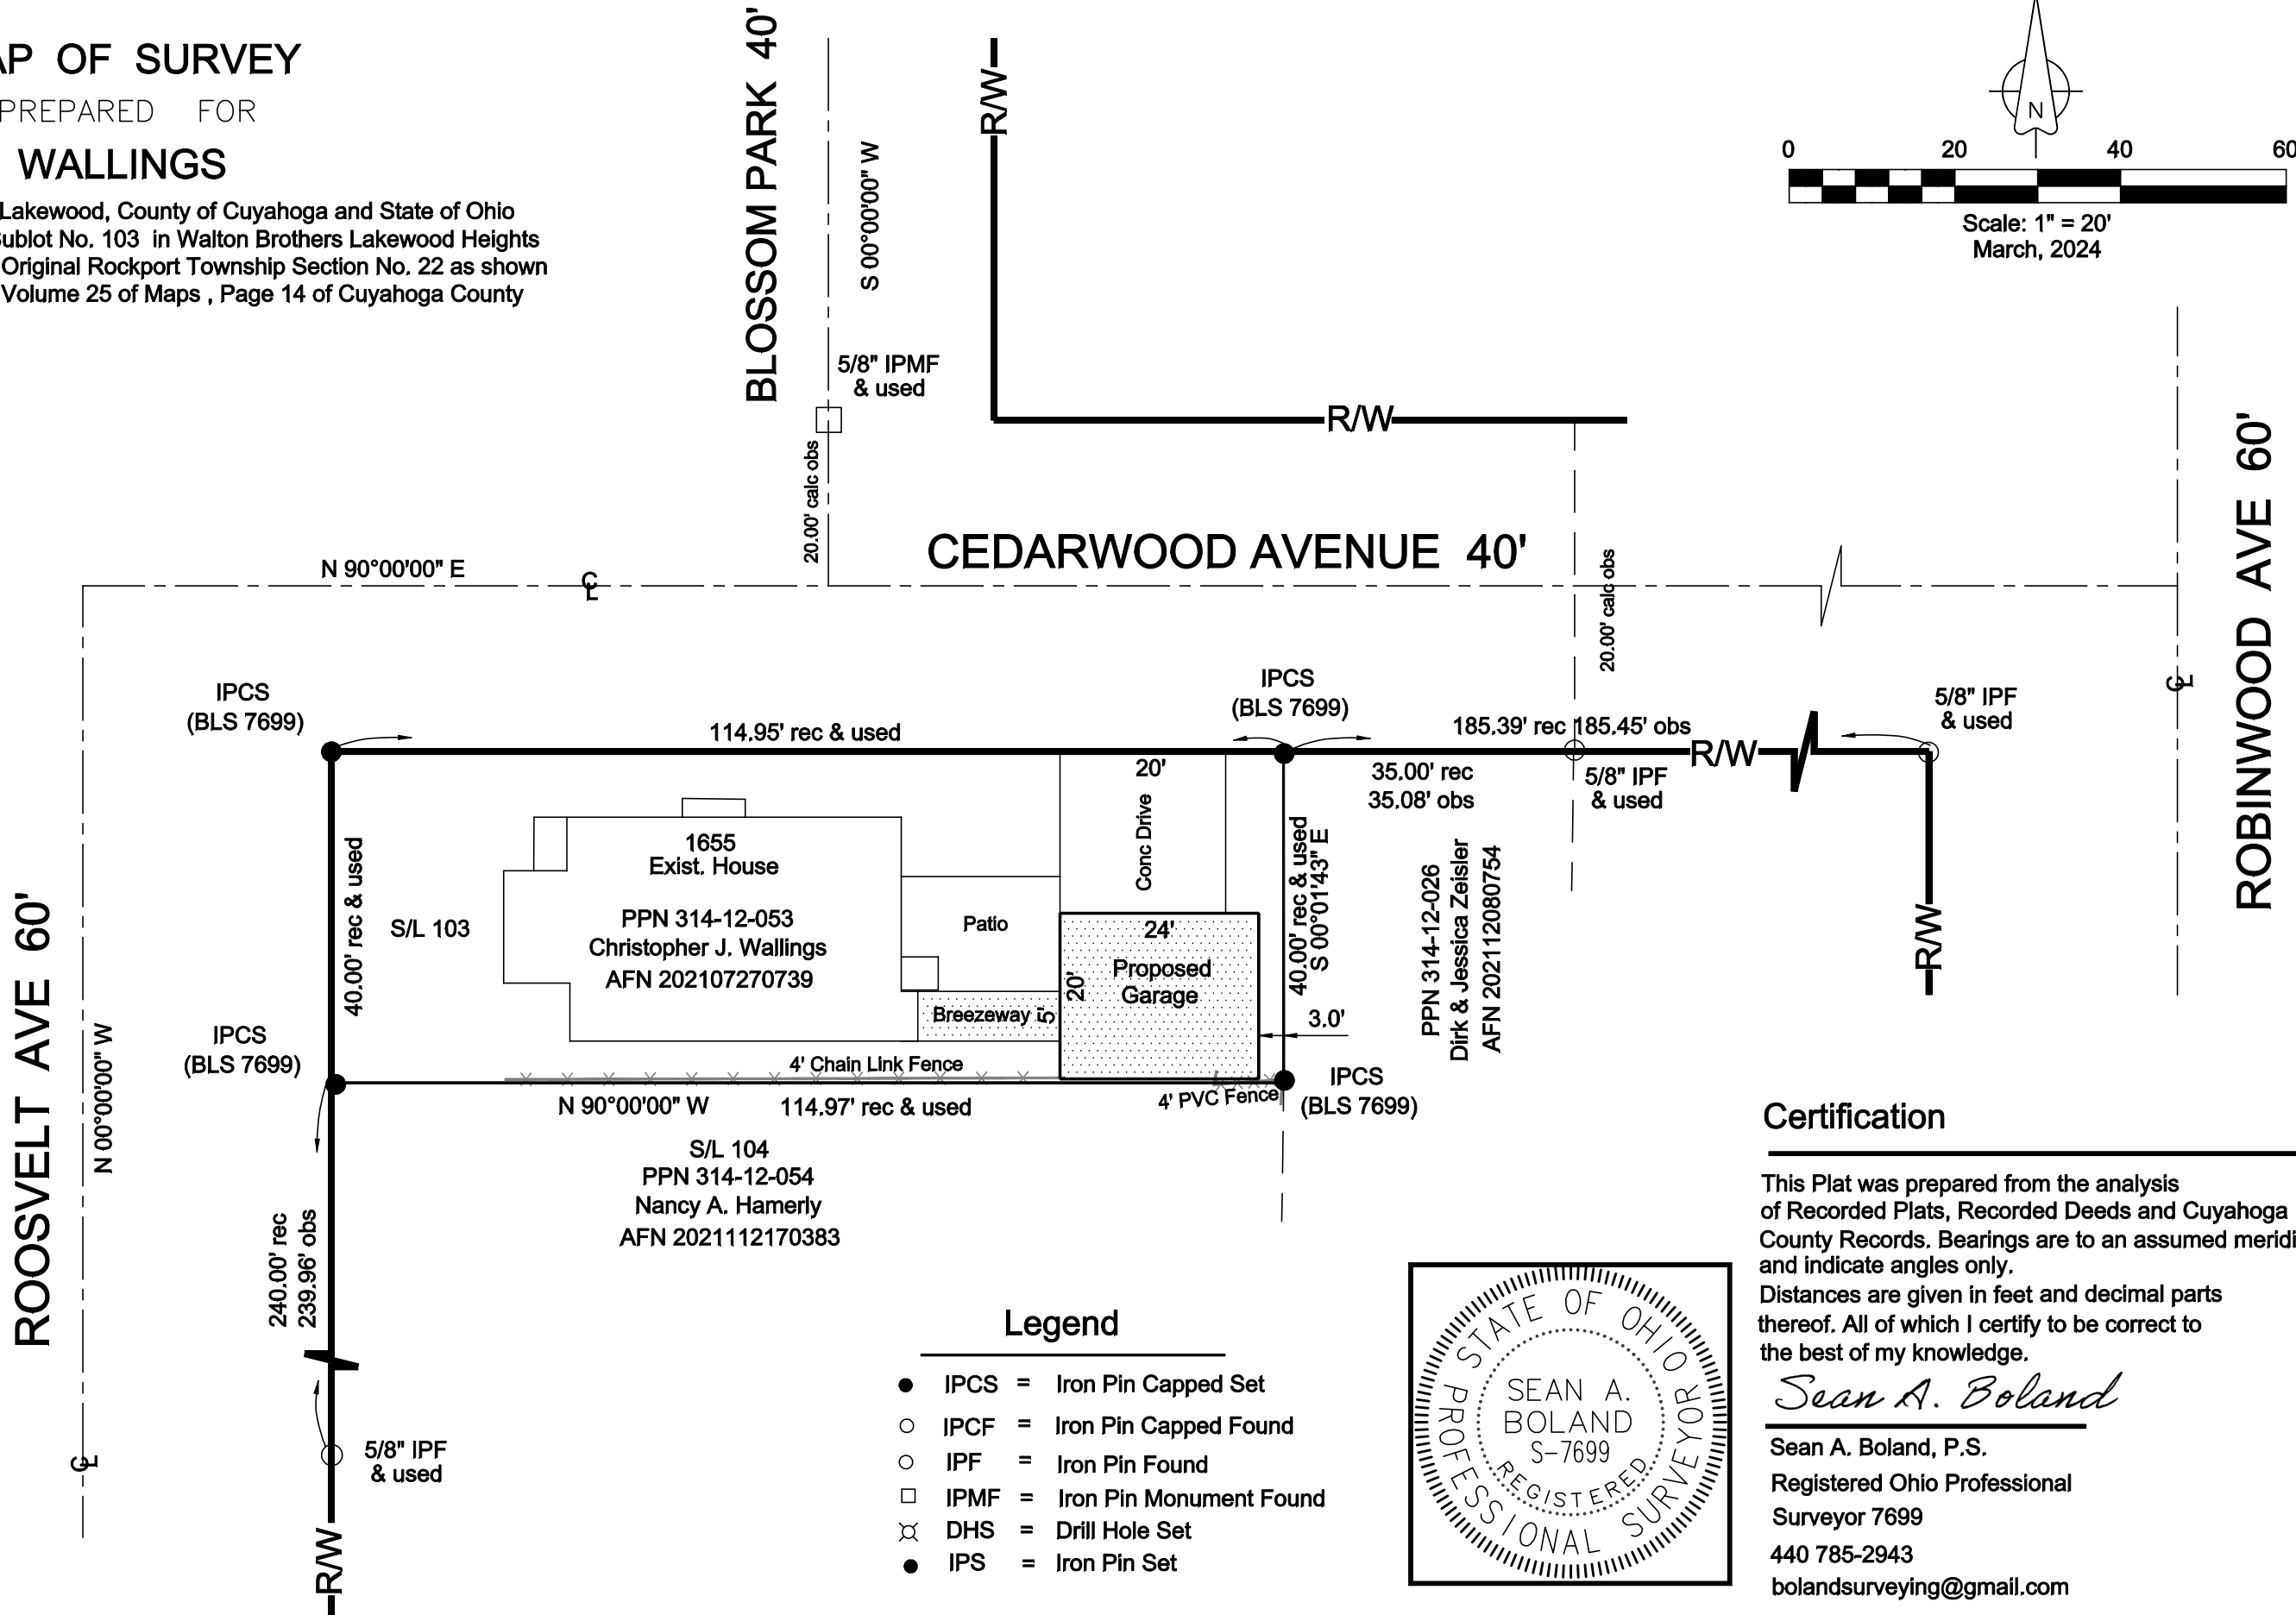 AP OF SURVEY
PREPARED FOR
WALLINGS
Lakewood, County of Cuyahoga and State of Ohio
ublot No. 103 in Walton Brothers Lakewood Heights
Original Rockport Township Section No. 22 as shown
Volume 25 of Maps , Page 14 of Cuyahoga County
BLOSSOM PARK 40'
S 00°00'00" W
R/W
5/8" IPMF
& used
R/W
20.00' calc obs
N
0 20 40 60
Scale: 1" = 20'
March, 2024
ROBINWOOD AVE 60'
CEDARWOOD AVENUE 40'
N 90°00'00" E
CL
20.00' calc obs
CL
IPCS
(BLS 7699)
114.95' rec & used
IPCS
(BLS 7699)
185.39' rec 185.45' obs
R/W
5/8" IPF
& used
35.00' rec
35.08' obs
5/8" IPF
& used
R/W
20'
Conc Drive
40.00' rec & used
S/L 103
1655
Exist. House
PPN 314-12-053
Christopher J. Wallings
AFN 202107270739
Patio
24'
Proposed
Garage
20'
Breezeway
5'
40.00' rec & used
S 00°01'43" E
3.0'
PPN 314-12-026
Dirk & Jessica Zeisler
AFN 202112080754
ROOSVELT AVE 60'
N 00°00'00" W
IPCS
(BLS 7699)
4' Chain Link Fence
N 90°00'00" W
114.97' rec & used
4' PVC Fence
IPCS
(BLS 7699)
S/L 104
PPN 314-12-054
Nancy A. Hamerly
AFN 2021112170383
240.00' rec
239.96' obs
CL
5/8" IPF
& used
R/W
Legend
IPCS = Iron Pin Capped Set
IPCF = Iron Pin Capped Found
IPF = Iron Pin Found
IPMF = Iron Pin Monument Found
DHS = Drill Hole Set
IPS = Iron Pin Set
STATE OF OHIO
SEAN A.
BOLAND
S-7699
REGISTERED
PROFESSIONAL SURVEYOR
Certification
This Plat was prepared from the analysis
of Recorded Plats, Recorded Deeds and Cuyahoga
County Records. Bearings are to an assumed meridi
and indicate angles only.
Distances are given in feet and decimal parts
thereof. All of which I certify to be correct to
the best of my knowledge.
Sean A. Boland
Sean A. Boland, P.S.
Registered Ohio Professional
Surveyor 7699
440 785-2943
bolandsurveying@gmail.com